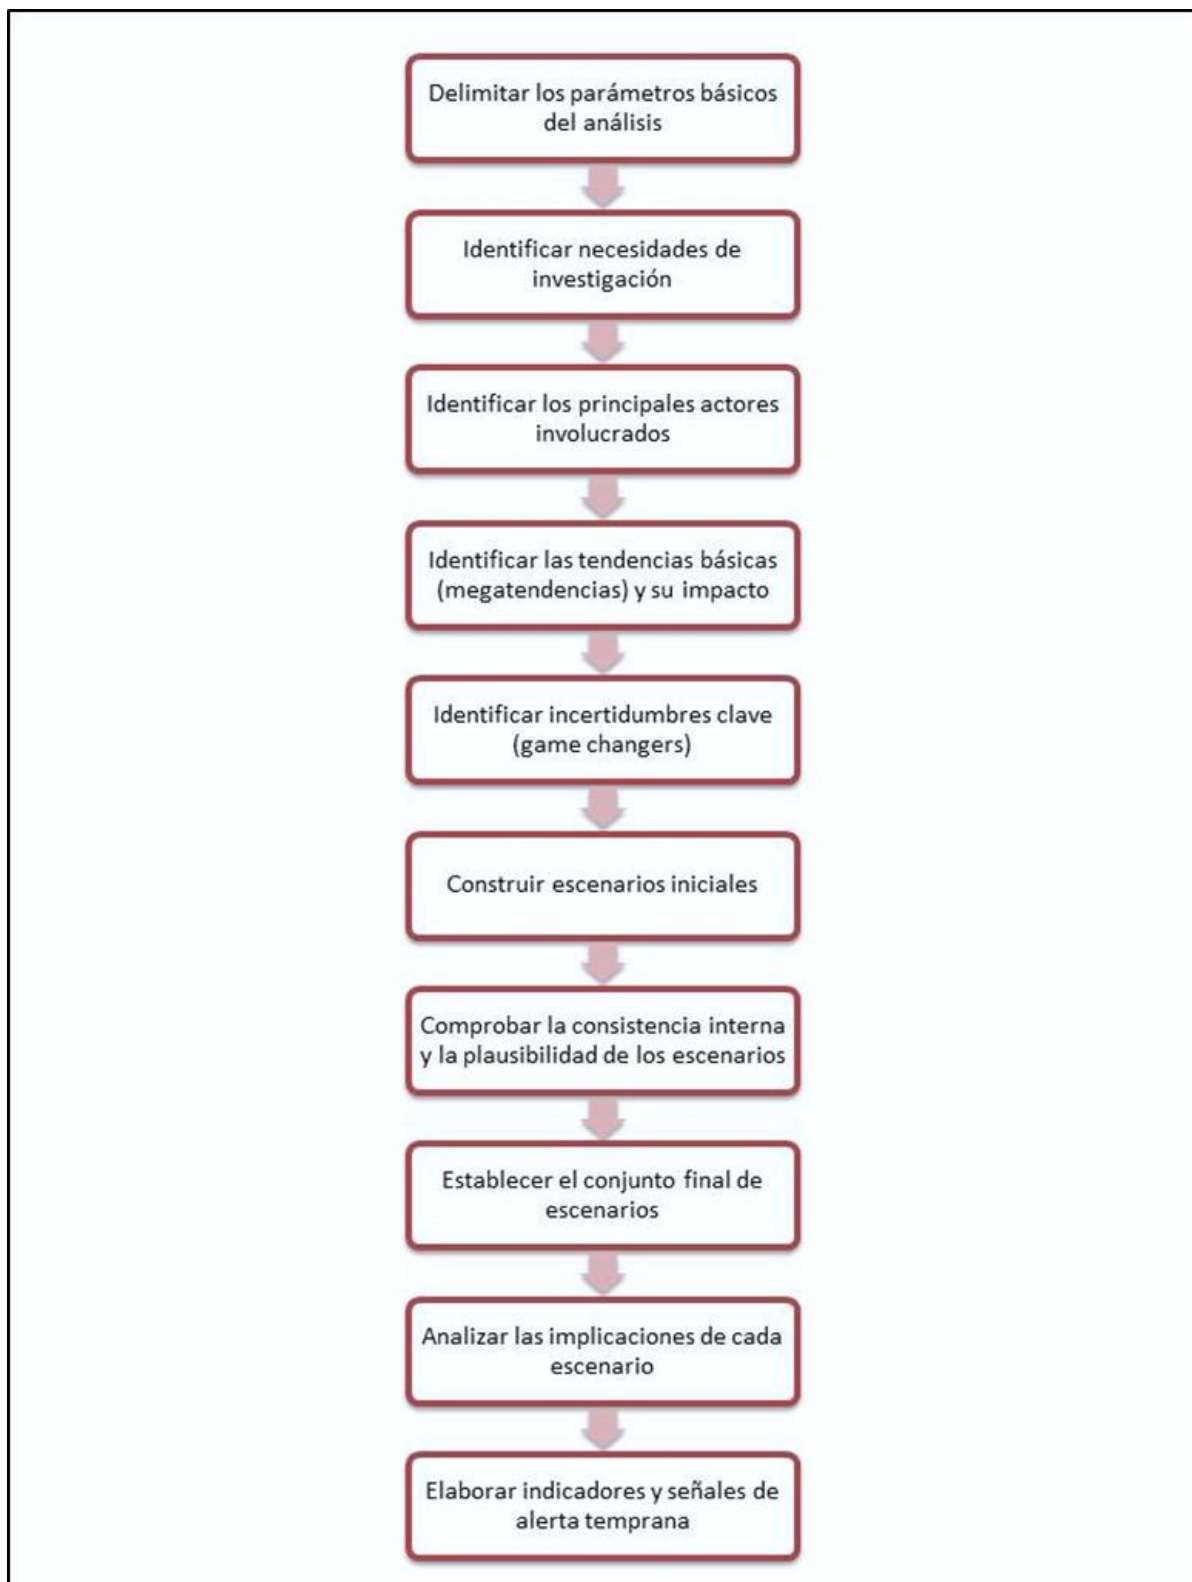 Delimitar los parámetros básicos
del análisis
Identificar necesidades de
investigación
Identificar los principales actores
involucrados
Identificar las tendencias básicas
(megatendencias) y su impacto
Identificar incertidumbres clave
(game changers)
Construir escenarios iniciales
Comprobar la consistencia interna
y la plausibilidad de los escenarios
Establecer el conjunto final de
escenarios
Analizar las implicaciones de cada
escenario
Elaborar indicadores y señales de
alerta temprana